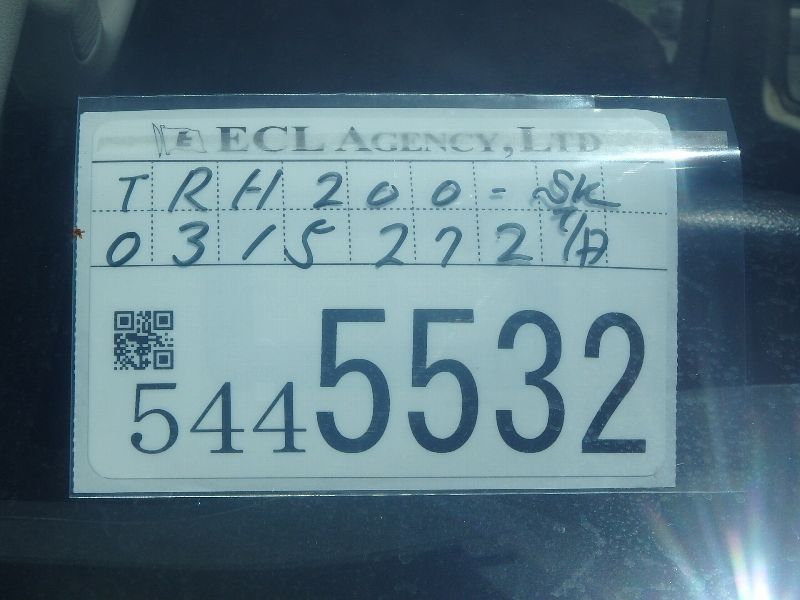 E ECL AGENCY, LTD
TRH200- SK
0315272 T/A
5445532